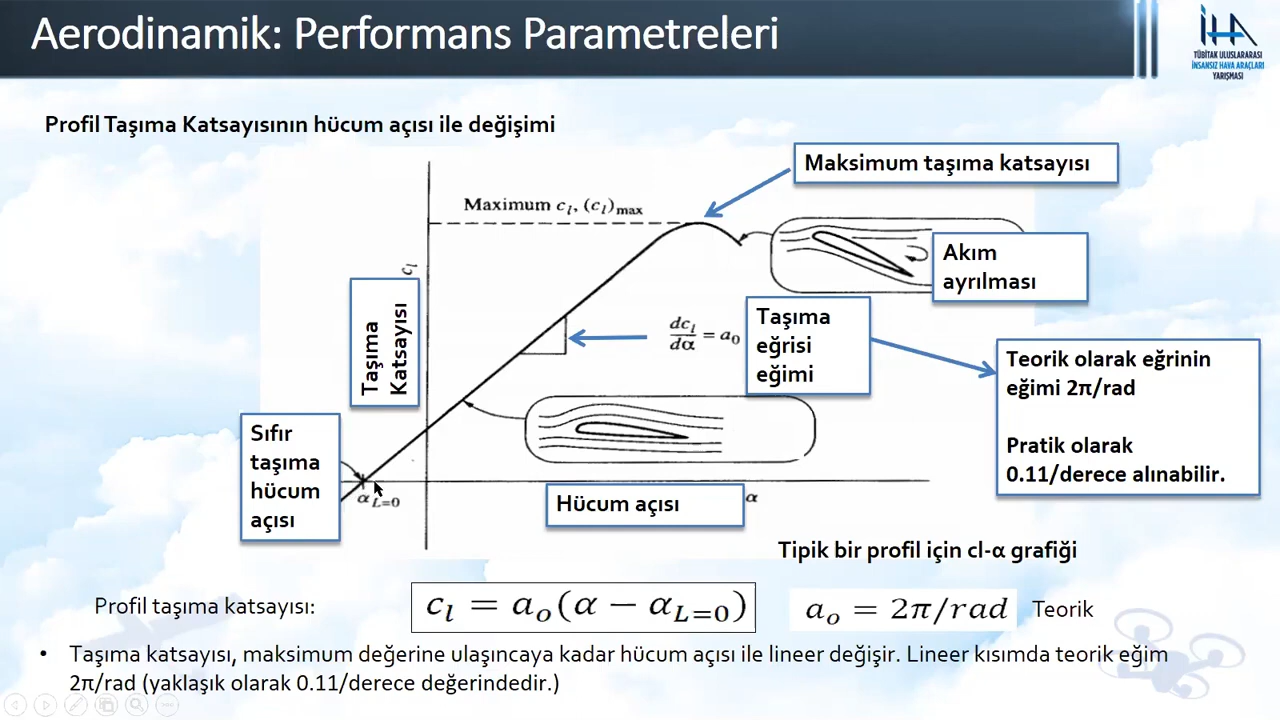 Aerodinamik: Performans Parametreleri
İHA
TÜBİTAK ULUSLARARASI
İNSANSIZ HAVA ARAÇLARI
YARIŞMASI
Profil Taşıma Katsayısının hücum açısı ile değişimi
Maksimum taşıma katsayısı
Maximum c_l, (c_l)_max
Akım
ayrılması
c_l
Taşıma
Katsayısı
dc_l/dα = a_0
Taşıma
eğrisi
eğimi
Teorik olarak eğrinin
eğimi 2π/rad
Pratik olarak
0.11/derece alınabilir.
Sıfır
taşıma
hücum
açısı
α_L=0
Hücum açısı
α
Tipik bir profil için cl-α grafiği
Profil taşıma katsayısı:
c_l = a_o(α − α_L=0)
a_o = 2π/rad
Teorik
• Taşıma katsayısı, maksimum değerine ulaşıncaya kadar hücum açısı ile lineer değişir. Lineer kısımda teorik eğim
2π/rad (yaklaşık olarak 0.11/derece değerindedir.)